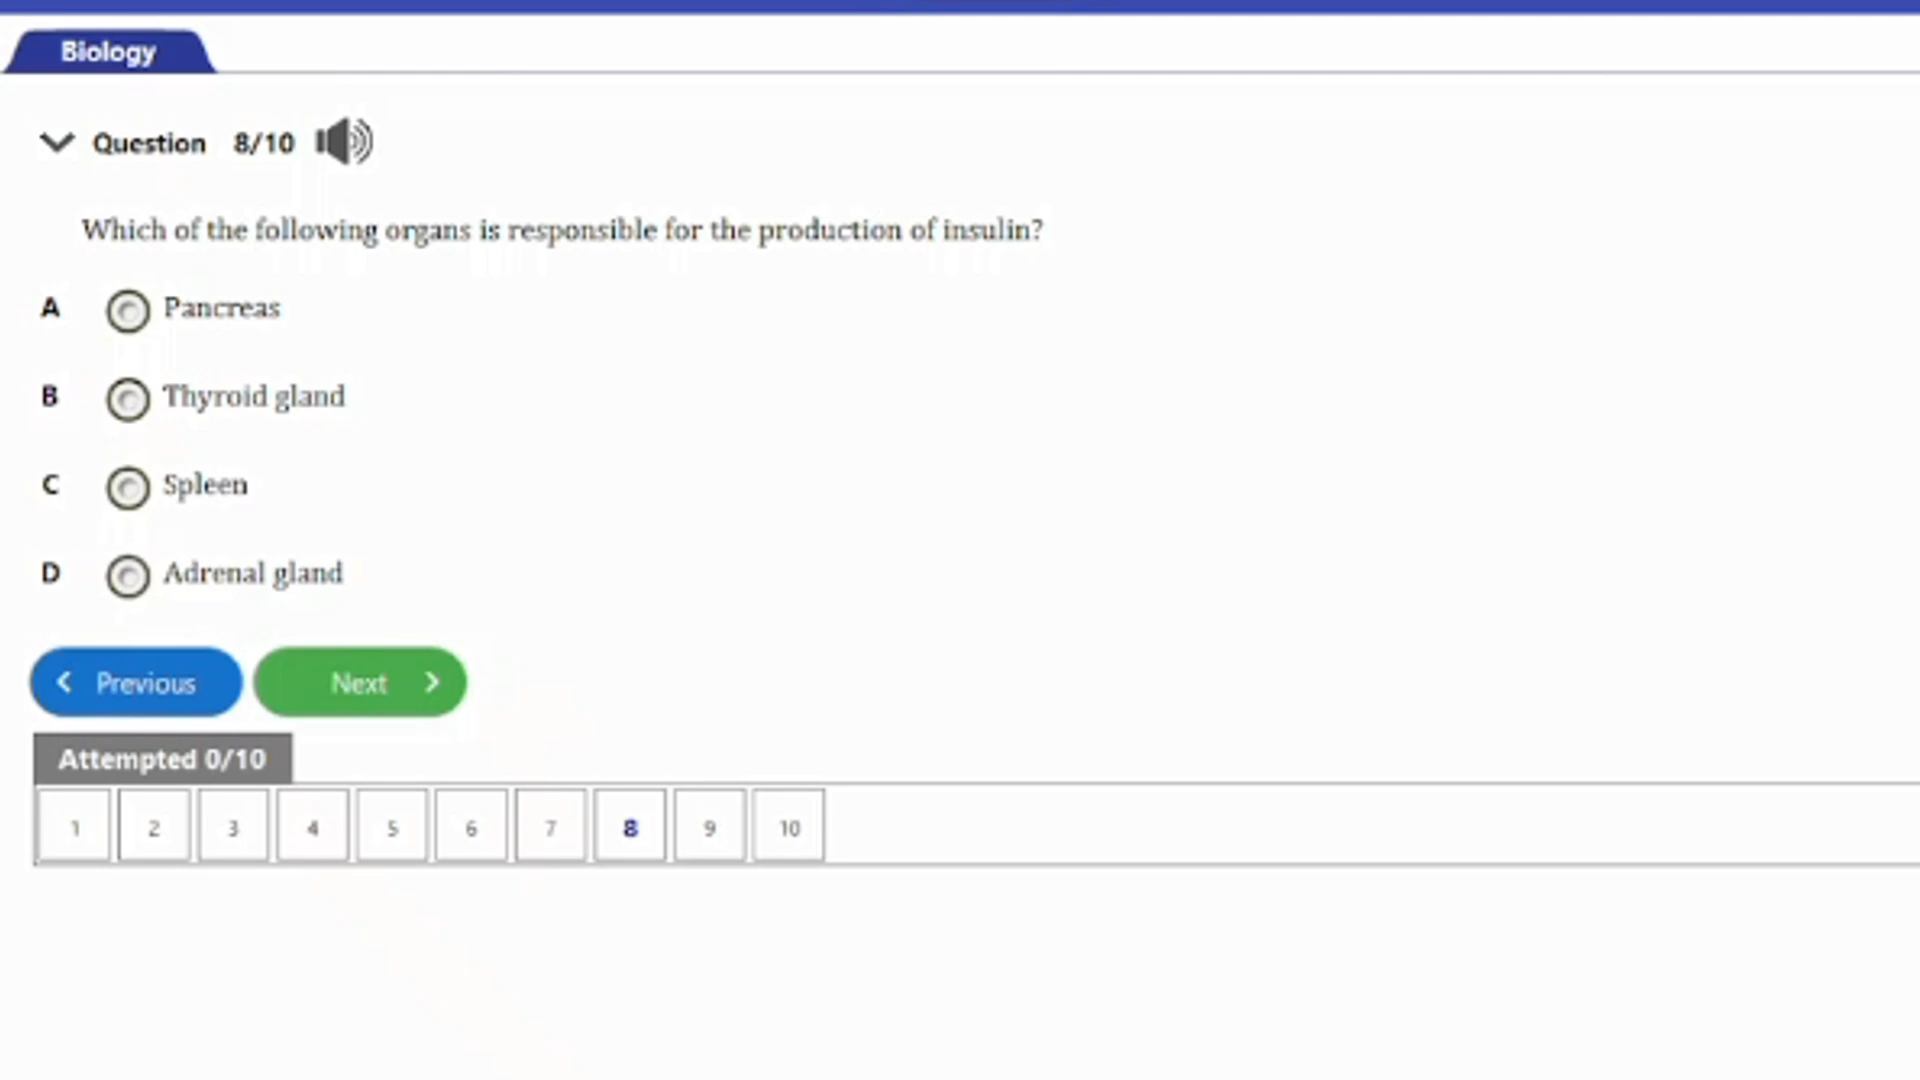 Biology
Question 8/10
Which of the following organs is responsible for the production of insulin?
A Pancreas
B Thyroid gland
C Spleen
D Adrenal gland
Previous Next
Attempted 0/10
1 2 3 4 5 6 7 8 9 10